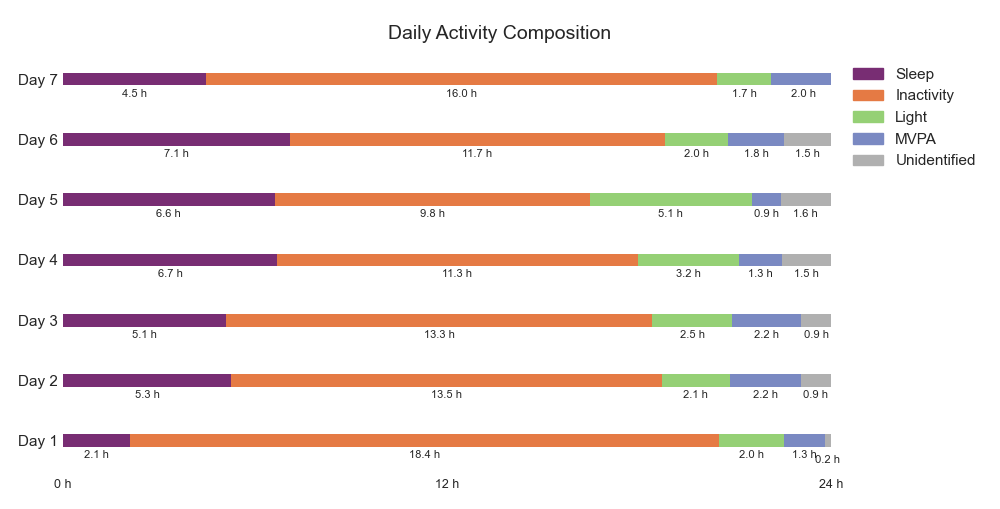 Daily Activity Composition
Day 7
4.5 h 16.0 h 1.7 h 2.0 h
Day 6
7.1 h 11.7 h 2.0 h 1.8 h 1.5 h
Day 5
6.6 h 9.8 h 5.1 h 0.9 h 1.6 h
Day 4
6.7 h 11.3 h 3.2 h 1.3 h 1.5 h
Day 3
5.1 h 13.3 h 2.5 h 2.2 h 0.9 h
Day 2
5.3 h 13.5 h 2.1 h 2.2 h 0.9 h
Day 1
2.1 h 18.4 h 2.0 h 1.3 h 0.2 h
0 h 12 h 24 h
Sleep
Inactivity
Light
MVPA
Unidentified